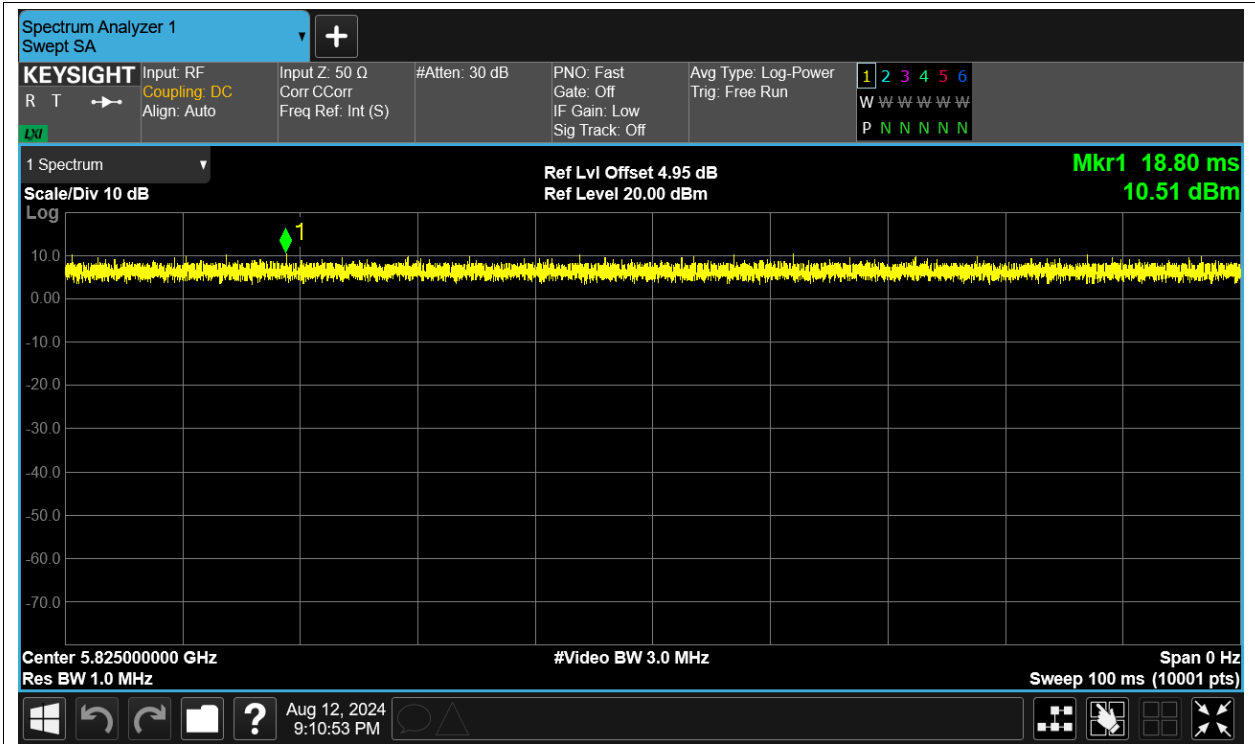 Spectrum Analyzer 1
Swept SA
KEYSIGHT
R T
LXI
Input: RF
Coupling: DC
Align: Auto
Input Z: 50 Ω
Corr CCorr
Freq Ref: Int (S)
#Atten: 30 dB
PNO: Fast
Gate: Off
IF Gain: Low
Sig Track: Off
Avg Type: Log-Power
Trig: Free Run
1 2 3 4 5 6
W W W W W W
P N N N N N
1 Spectrum
Scale/Div 10 dB
Ref Lvl Offset 4.95 dB
Ref Level 20.00 dBm
Mkr1 18.80 ms
10.51 dBm
Log
1
10.0
0.00
-10.0
-20.0
-30.0
-40.0
-50.0
-60.0
-70.0
Center 5.825000000 GHz
#Video BW 3.0 MHz
Span 0 Hz
Res BW 1.0 MHz
Sweep 100 ms (10001 pts)
?
Aug 12, 2024
9:10:53 PM